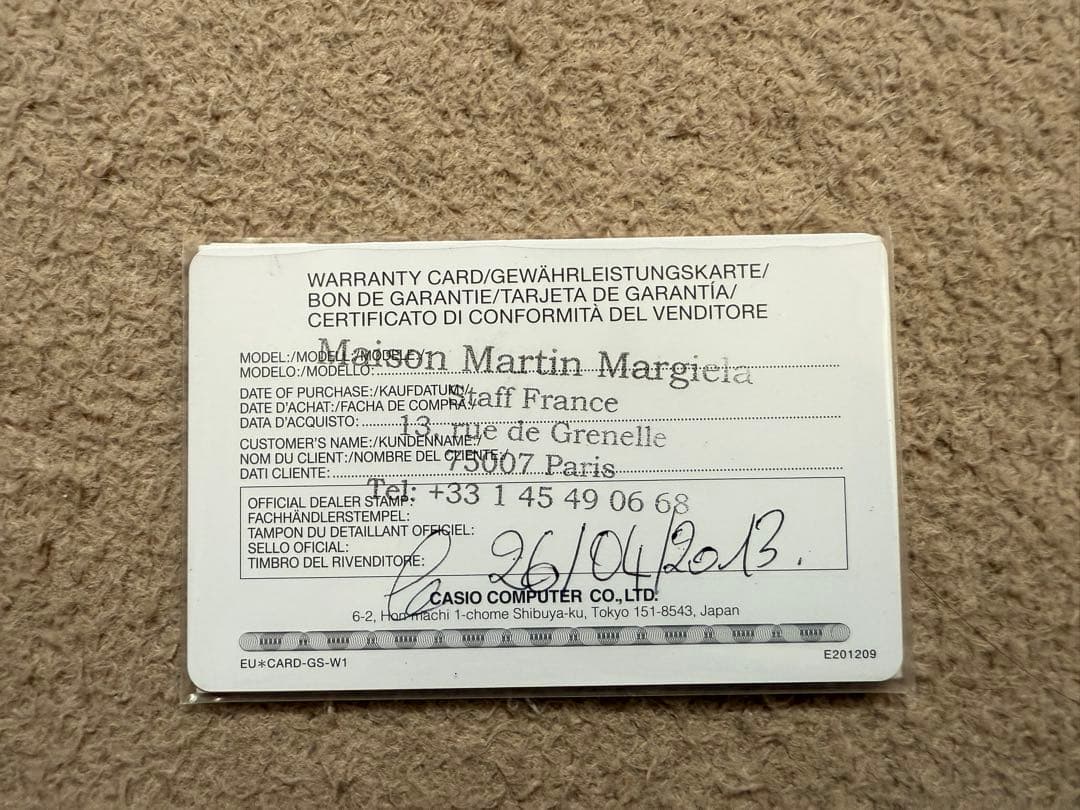 WARRANTY CARD/GEWÄHRLEISTUNGSKARTE/
BON DE GARANTIE/TARJETA DE GARANTÍA/
CERTIFICATO DI CONFORMITÀ DEL VENDITORE
MODEL:/MODELL:/MODELE:/
MODELO:/MODELLO:
Maison Martin Margiela
DATE OF PURCHASE:/KAUFDATUM:/
DATE D'ACHAT:/FACHA DE COMPRA:/
DATA D'ACQUISTO:
Staff France
13, rue de Grenelle
CUSTOMER'S NAME:/KUNDENNAME:/
NOM DU CLIENT:/NOMBRE DEL CLIENTE:/
DATI CLIENTE:
75007 Paris
Tel: +33 1 45 49 06 68
OFFICIAL DEALER STAMP:
FACHHÄNDLERSTEMPEL:
TAMPON DU DETAILLANT OFFICIEL:
SELLO OFICIAL:
TIMBRO DEL RIVENDITORE:
26/04/2013.
CASIO COMPUTER CO., LTD.
6-2, Hon-machi 1-chome Shibuya-ku, Tokyo 151-8543, Japan
EU*CARD-GS-W1
E201209